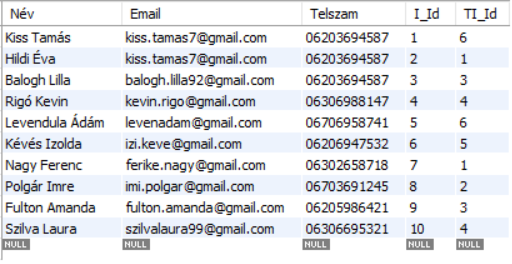 Név Email Telszam I_Id TI_Id
Kiss Tamás kiss.tamas7@gmail.com 06203694587 1 6
Hildi Éva kiss.tamas7@gmail.com 06203694587 2 1
Balogh Lilla balogh.lilla92@gmail.com 06203694587 3 3
Rigó Kevin kevin.rigo@gmail.com 06306988147 4 4
Levendula Ádám levenadam@gmail.com 06706958741 5 6
Kévés Izolda izi.keve@gmail.com 06206947532 6 5
Nagy Ferenc ferike.nagy@gmail.com 06302658718 7 1
Polgár Imre imi.polgar@gmail.com 06703691245 8 2
Fulton Amanda fulton.amanda@gmail.com 06205986421 9 3
Szilva Laura szilvalaura99@gmail.com 06306695321 10 4
NULL NULL NULL NULL NULL